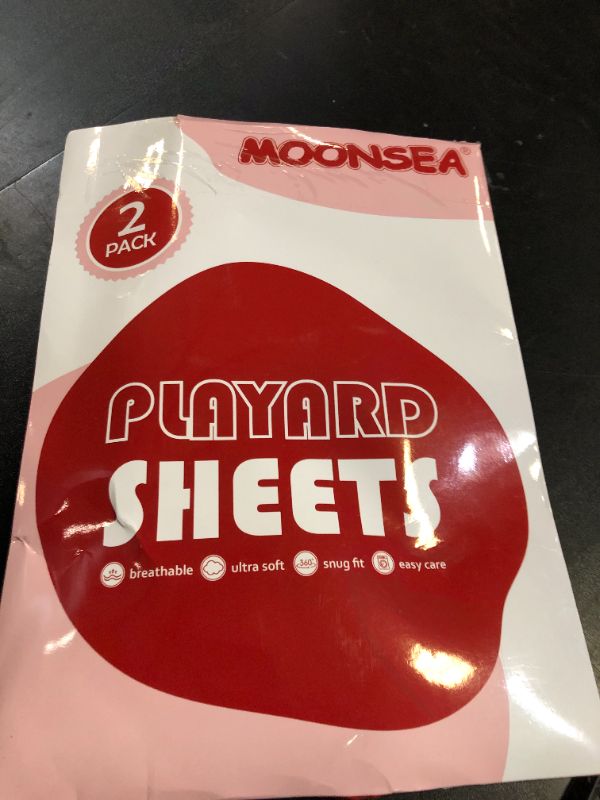 MOONSEA®
2
PACK
PLAYARD
SHEETS
breathable ultra soft 360° snug fit easy care